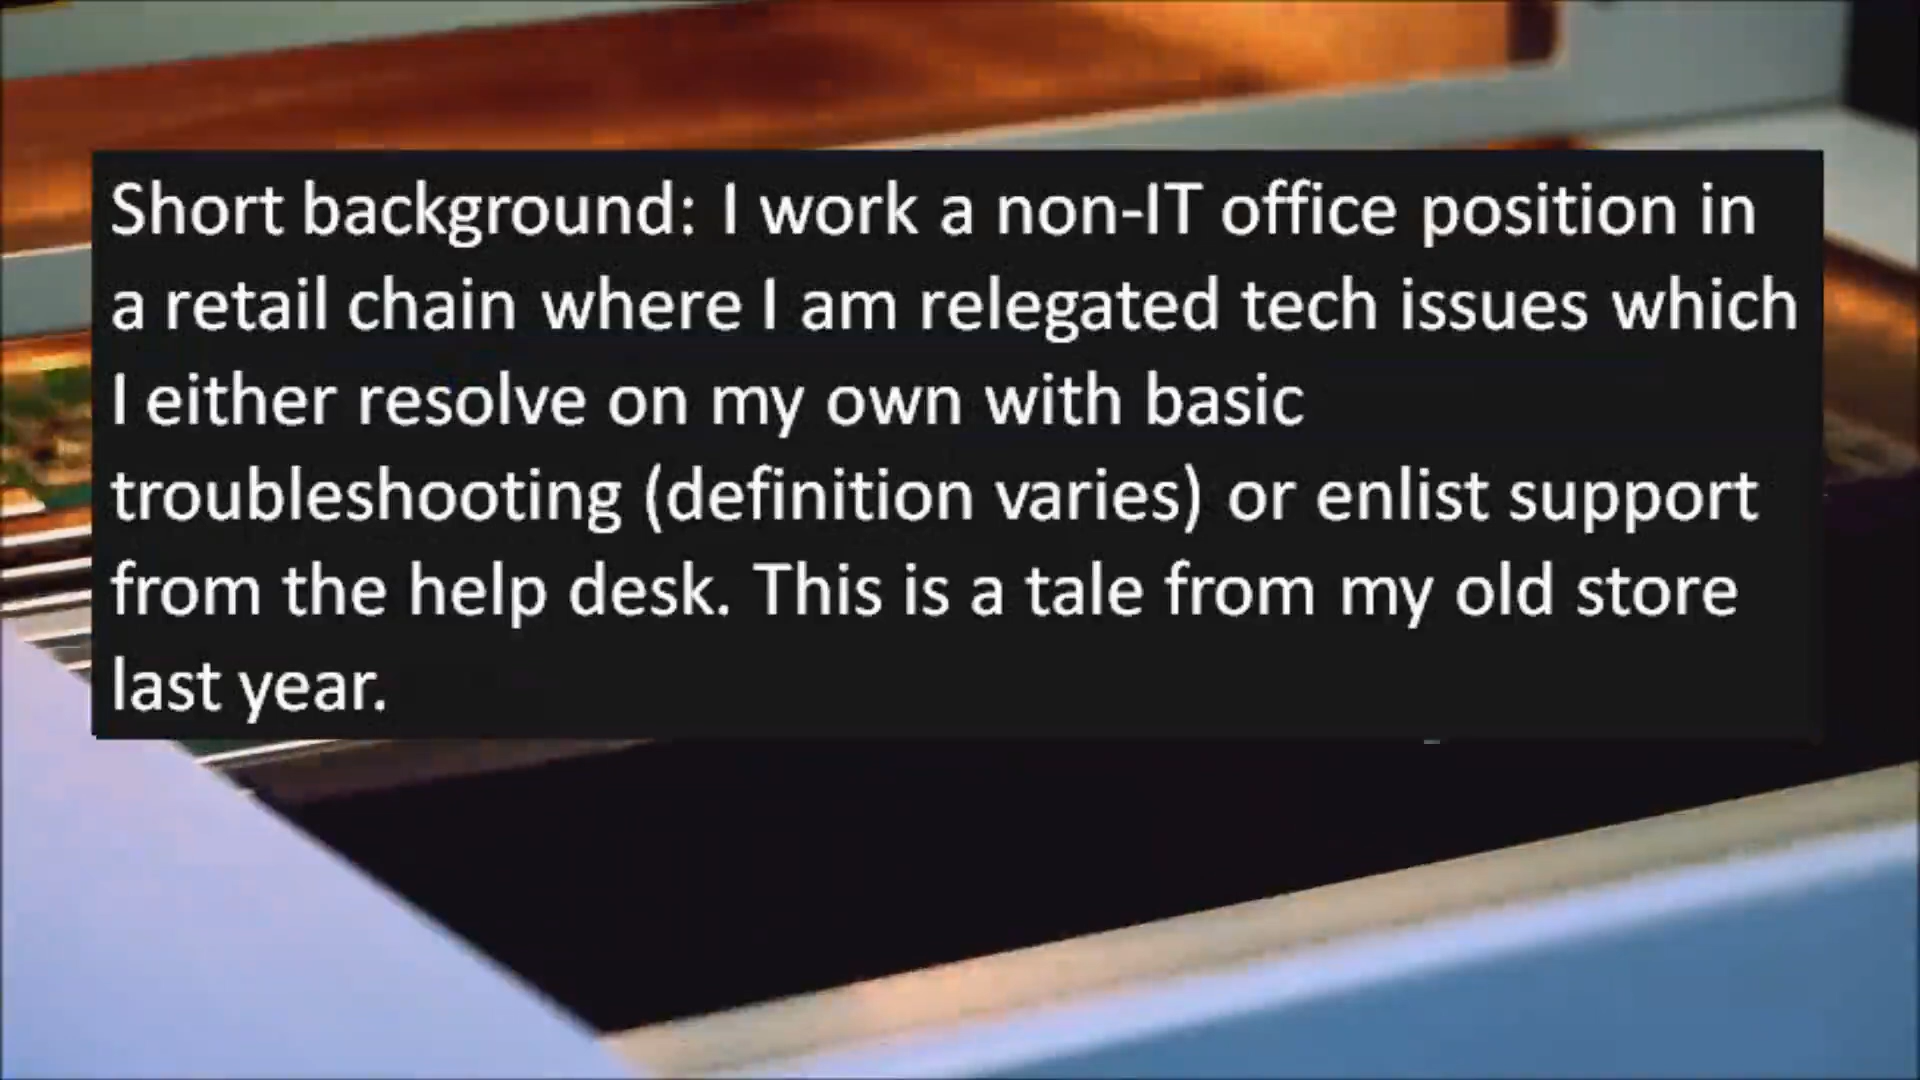 Short background: I work a non-IT office position in
a retail chain where I am relegated tech issues which
I either resolve on my own with basic
troubleshooting (definition varies) or enlist support
from the help desk. This is a tale from my old store
last year.